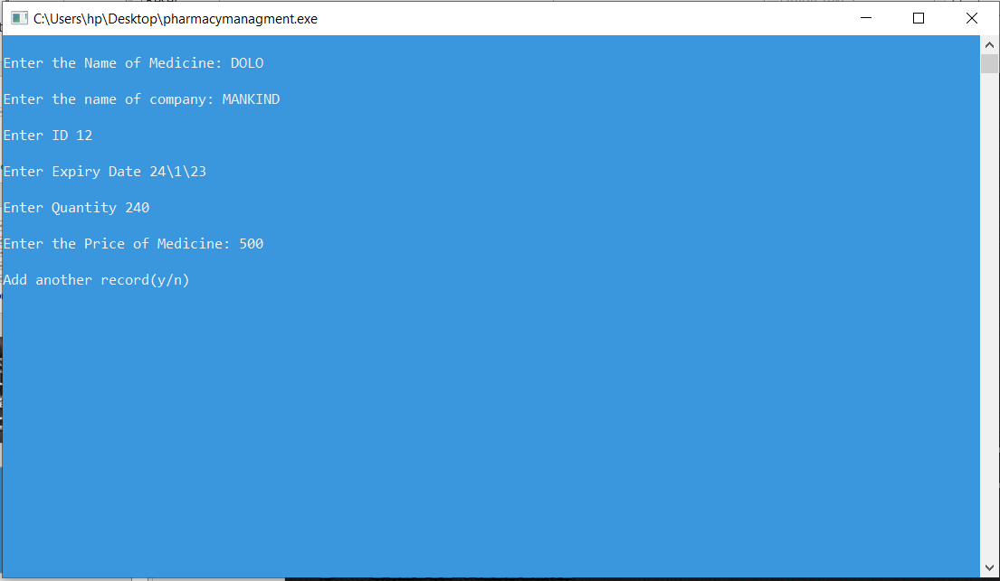 C:\Users\hp\Desktop\pharmacymanagment.exe
Enter the Name of Medicine: DOLO
Enter the name of company: MANKIND
Enter ID 12
Enter Expiry Date 24\1\23
Enter Quantity 240
Enter the Price of Medicine: 500
Add another record(y/n)